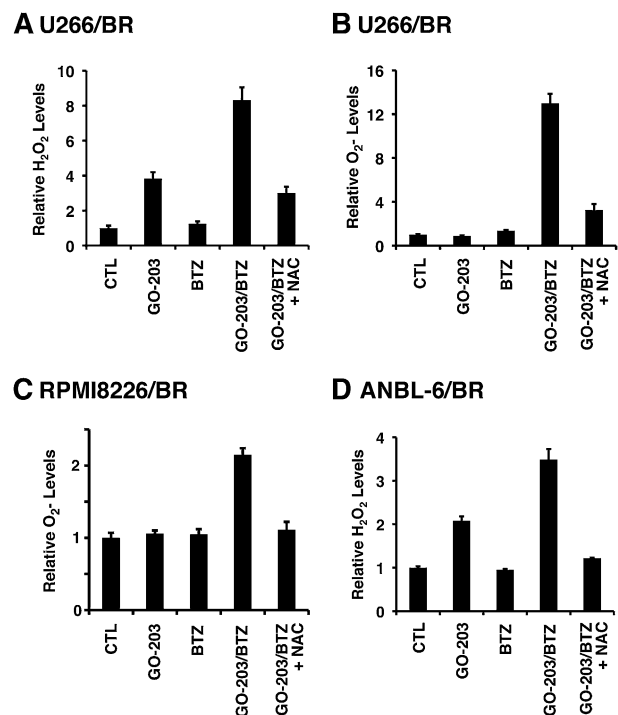 A U266/BR
Relative H2O2 Levels
10
8
6
4
2
0
CTL
GO-203
BTZ
GO-203/BTZ
GO-203/BTZ
+ NAC
B U266/BR
Relative O2- Levels
16
12
8
4
0
CTL
GO-203
BTZ
GO-203/BTZ
GO-203/BTZ
+ NAC
C RPMI8226/BR
Relative O2- Levels
2
1
0
CTL
GO-203
BTZ
GO-203/BTZ
GO-203/BTZ
+ NAC
D ANBL-6/BR
Relative H2O2 Levels
4
3
2
1
0
CTL
GO-203
BTZ
GO-203/BTZ
GO-203/BTZ
+ NAC